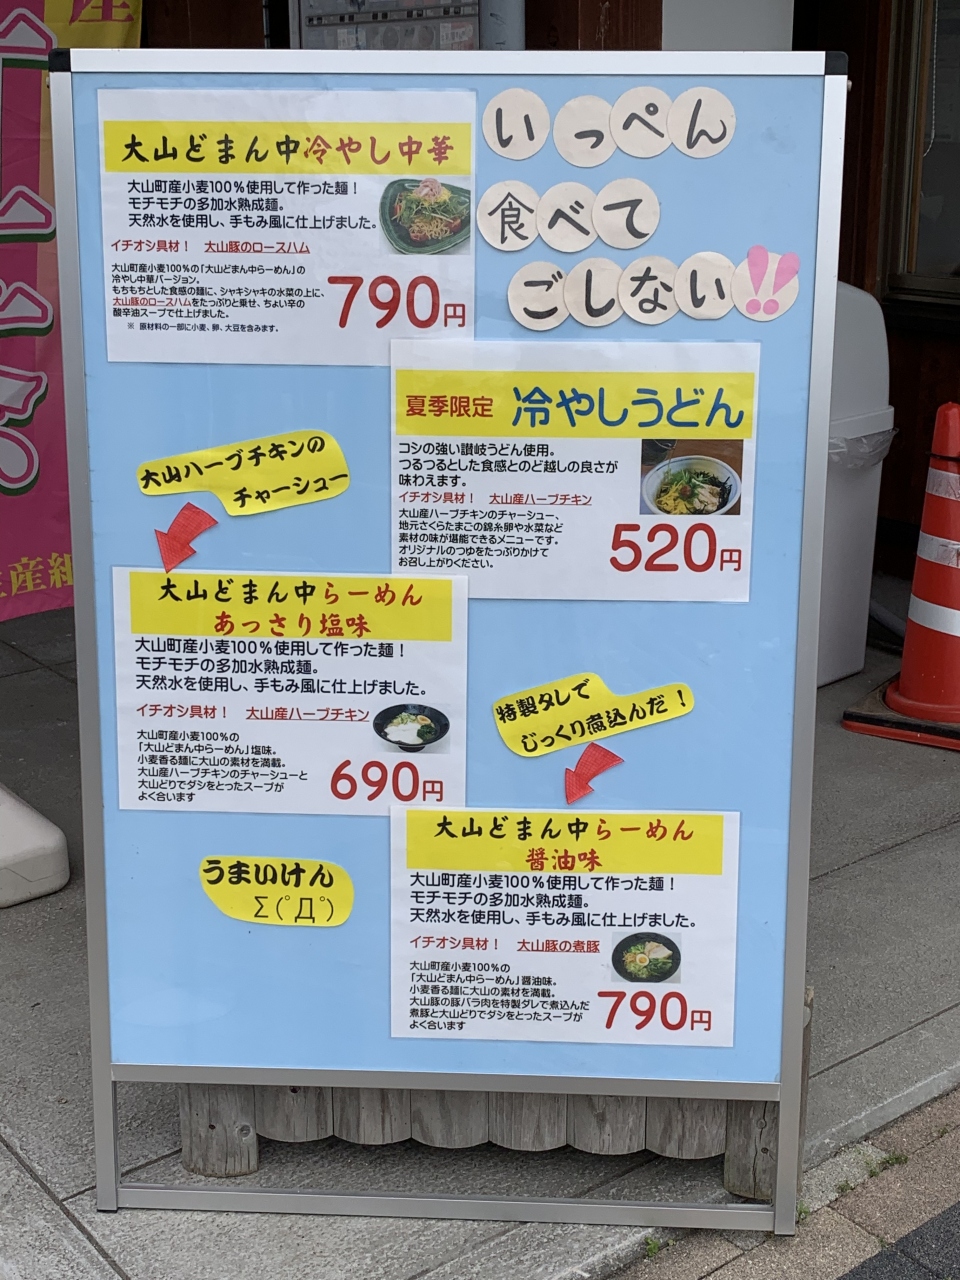 大山どまん中冷やし中華
大山町産小麦100%使用して作った麺！
モチモチの多加水熟成麺。
天然水を使用し、手もみ風に仕上げました。
イチオシ具材！ 大山豚のロースハム
大山町産小麦100%の「大山どまん中らーめん」の
冷やし中華バージョン。
もちもちとした食感の麺に、シャキシャキの水菜の上に、
大山豚のロースハムをたっぷりと乗せ、ちょい辛の
酸辛油スープで仕上げました。
※ 原材料の一部に小麦、卵、大豆を含みます。
790円
いっぺん
食べて
ごしない!!
夏季限定 冷やしうどん
コシの強い讃岐うどん使用。
つるつるとした食感とのど越しの良さが
味わえます。
イチオシ具材！ 大山産ハーブチキン
大山産ハーブチキンのチャーシュー、
地元さくらたまごの錦糸卵や水菜など
素材の味が堪能できるメニューです。
オリジナルのつゆをたっぷりかけて
お召し上がりください。
520円
大山ハーブチキンの
チャーシュー
大山どまん中らーめん
あっさり塩味
大山町産小麦100%使用して作った麺！
モチモチの多加水熟成麺。
天然水を使用し、手もみ風に仕上げました。
イチオシ具材！ 大山産ハーブチキン
大山町産小麦100%の
「大山どまん中らーめん」塩味。
小麦香る麺に大山の素材を満載。
大山産ハーブチキンのチャーシューと
大山どりでダシをとったスープが
よく合います
690円
特製タレで
じっくり煮込んだ！
大山どまん中らーめん
醤油味
大山町産小麦100%使用して作った麺！
モチモチの多加水熟成麺。
天然水を使用し、手もみ風に仕上げました。
イチオシ具材！ 大山豚の煮豚
大山町産小麦100%の
「大山どまん中らーめん」醤油味。
小麦香る麺に大山の素材を満載。
大山豚の豚バラ肉を特製ダレで煮込んだ
煮豚と大山どりでダシをとったスープが
よく合います
790円
うまいけん
Σ(ﾟДﾟ)